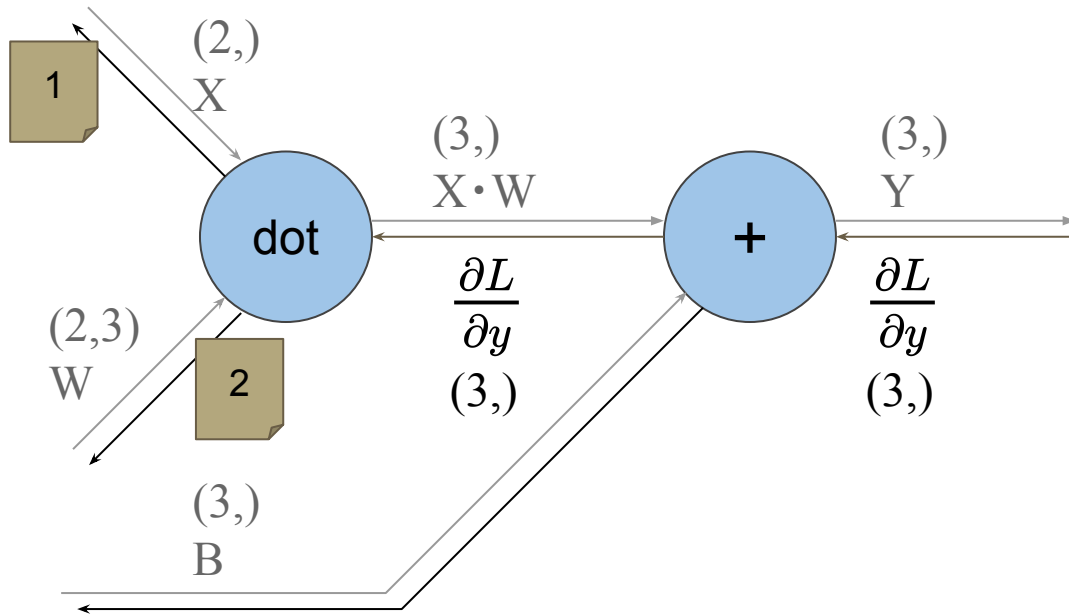 1
(2,)
X
(3,)
X · W
(3,)
Y
dot
+
∂L
∂y
(3,)
∂L
∂y
(3,)
(2,3)
W
2
(3,)
B